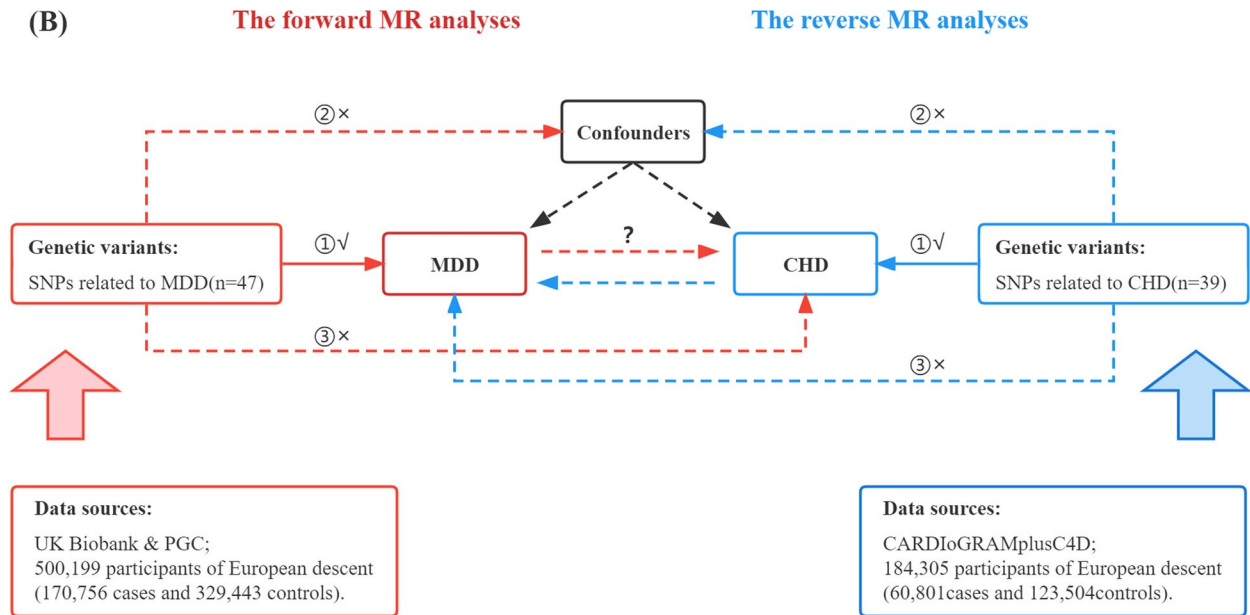 (B)
The forward MR analyses
The reverse MR analyses
②×
②×
Confounders
Genetic variants:
SNPs related to MDD(n=47)
①√
MDD
?
CHD
①√
Genetic variants:
SNPs related to CHD(n=39)
③×
③×
Data sources:
UK Biobank & PGC;
500,199 participants of European descent
(170,756 cases and 329,443 controls).
Data sources:
CARDIoGRAMplusC4D;
184,305 participants of European descent
(60,801cases and 123,504controls).